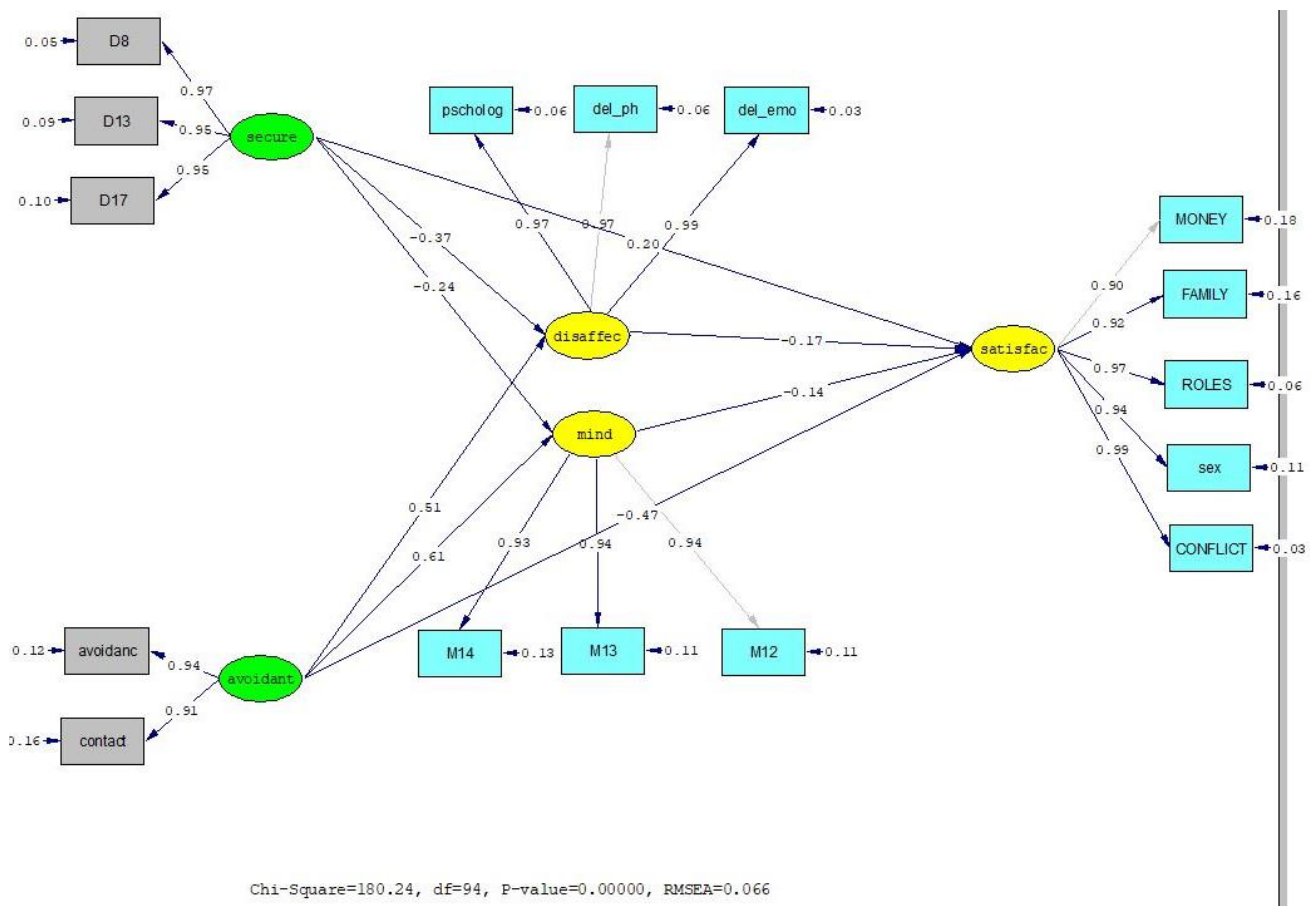 0.05 D8
0.97
0.09 D13
0.95
0.95
0.10 D17
secure
pscholog 0.06
del_ph 0.06
del_emo 0.03
0.97
0.97
0.99
-0.37
-0.24
0.20
disaffec
-0.17
mind
-0.14
satisfac
0.90
0.92
0.97
0.94
0.99
MONEY 0.18
FAMILY 0.16
ROLES 0.06
sex 0.11
CONFLICT 0.03
0.51
0.61
-0.47
0.93
0.94
0.94
M14 0.13
M13 0.11
M12 0.11
0.12 avoidanc
0.94
avoidant
0.91
0.16 contact
Chi-Square=180.24, df=94, P-value=0.00000, RMSEA=0.066